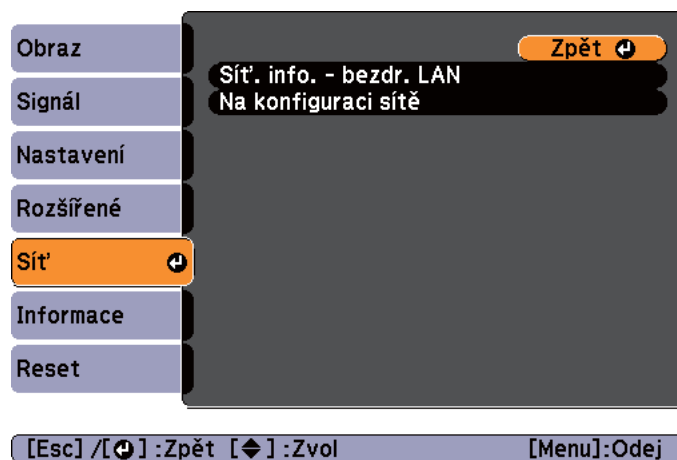 Obraz
Signál
Nastavení
Rozšířené
Síť
Informace
Reset
Zpět
Síť. info. - bezdr. LAN
Na konfiguraci sítě
[Esc] /[ ] :Zpět [ ] :Zvol [Menu]:Odej